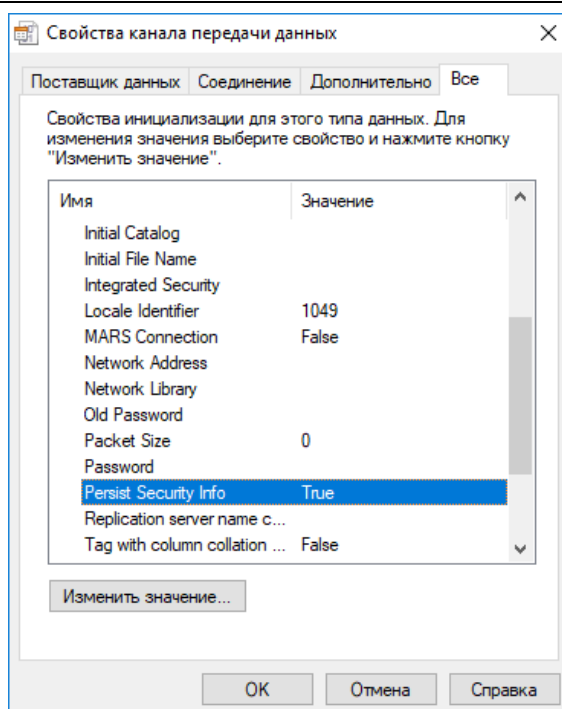 Свойства канала передачи данных
Поставщик данных Соединение Дополнительно Все
Свойства инициализации для этого типа данных. Для
изменения значения выберите свойство и нажмите кнопку
"Изменить значение".
Имя Значение
Initial Catalog
Initial File Name
Integrated Security
Locale Identifier 1049
MARS Connection False
Network Address
Network Library
Old Password
Packet Size 0
Password
Persist Security Info True
Replication server name c...
Tag with column collation ... False
Изменить значение...
OK Отмена Справка